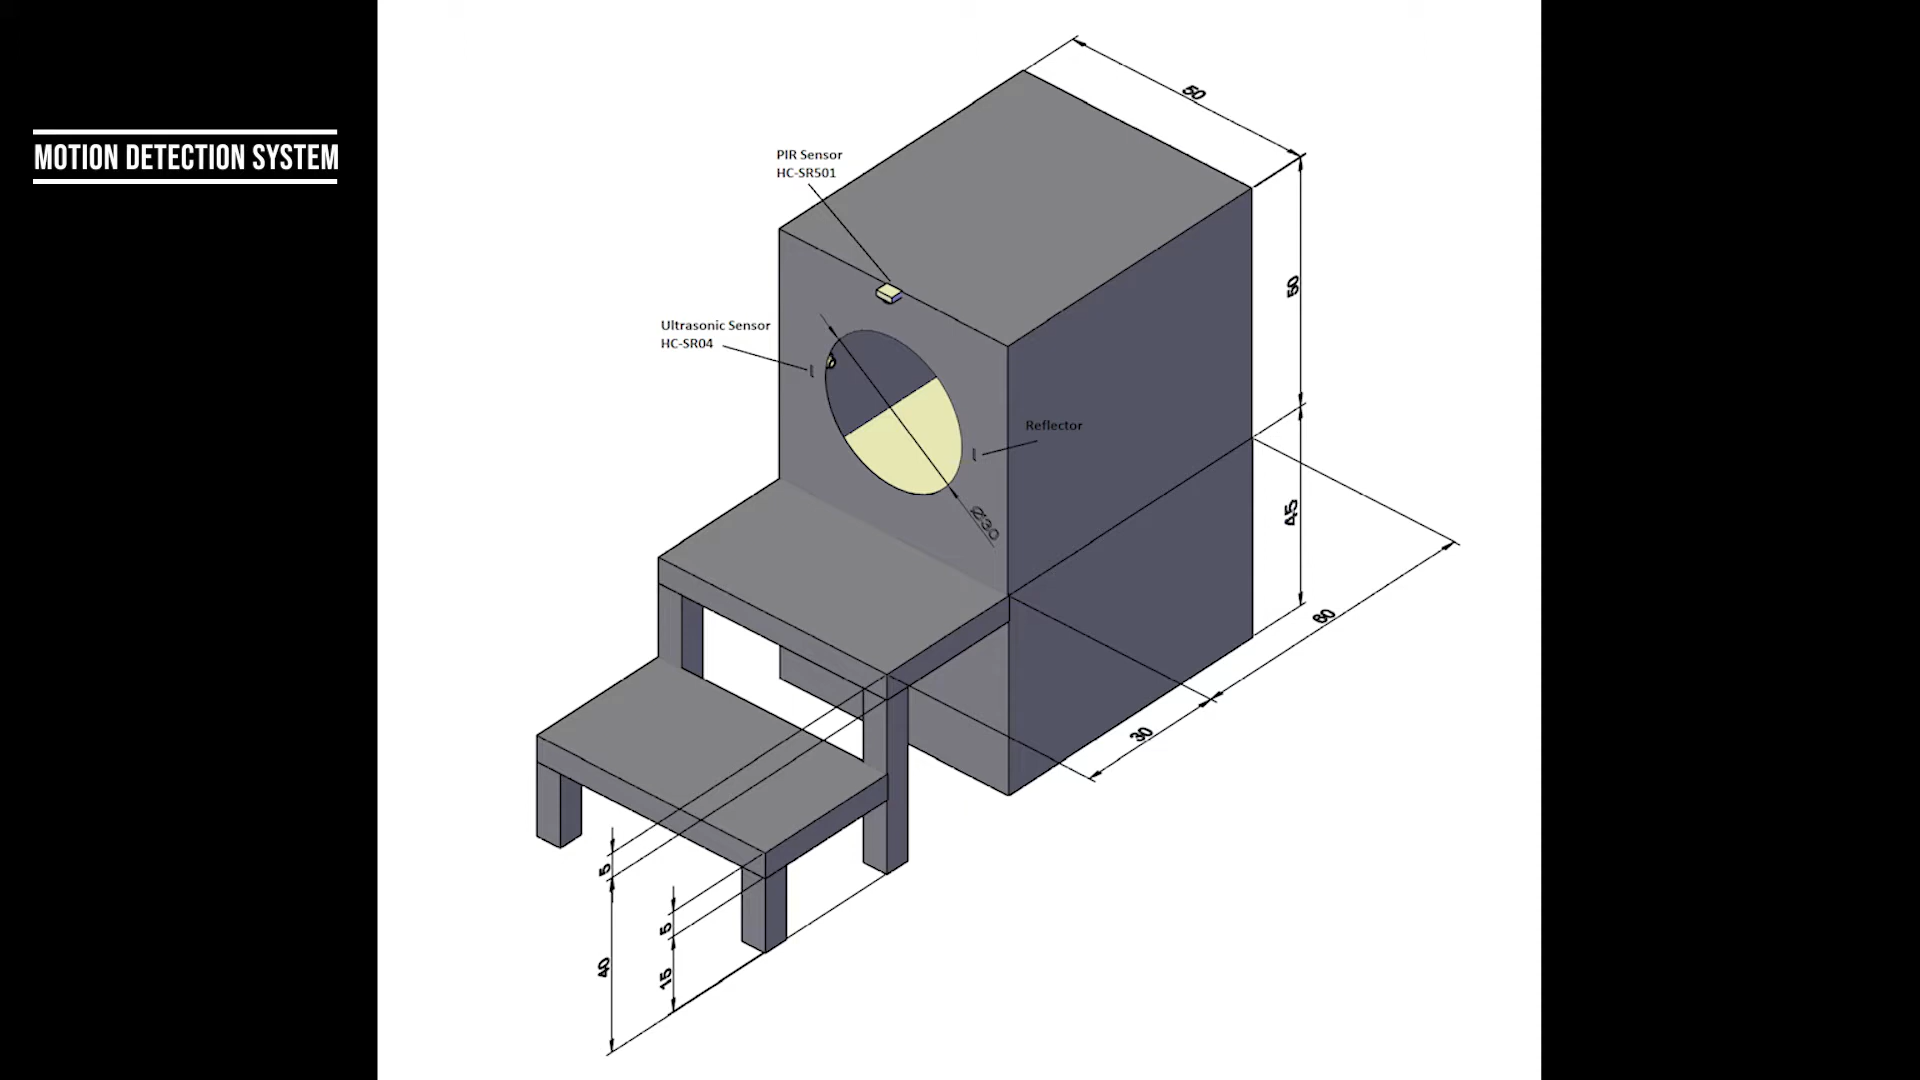 MOTION DETECTION SYSTEM
50
PIR Sensor
HC-SR501
50
Ultrasonic Sensor
HC-SR04
Reflector
Ø30
45
60
30
5
5
40
15